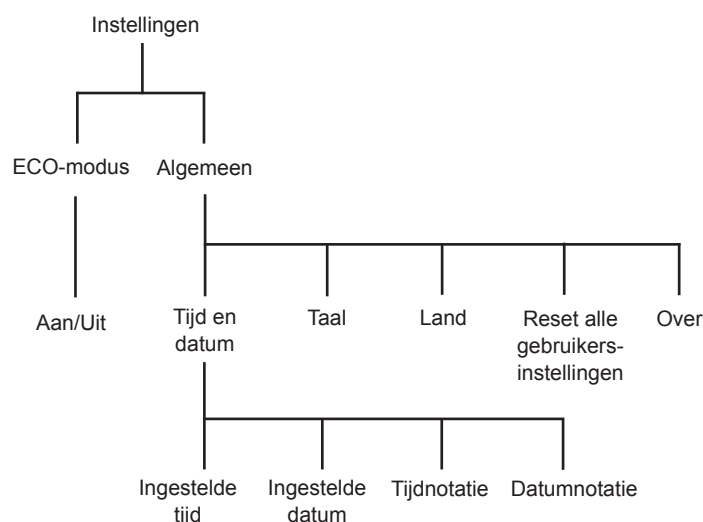 Instellingen
ECO-modus
Algemeen
Aan/Uit
Tijd en
datum
Taal
Land
Reset alle
gebruikers-
instellingen
Over
Ingestelde
tijd
Ingestelde
datum
Tijdnotatie
Datumnotatie